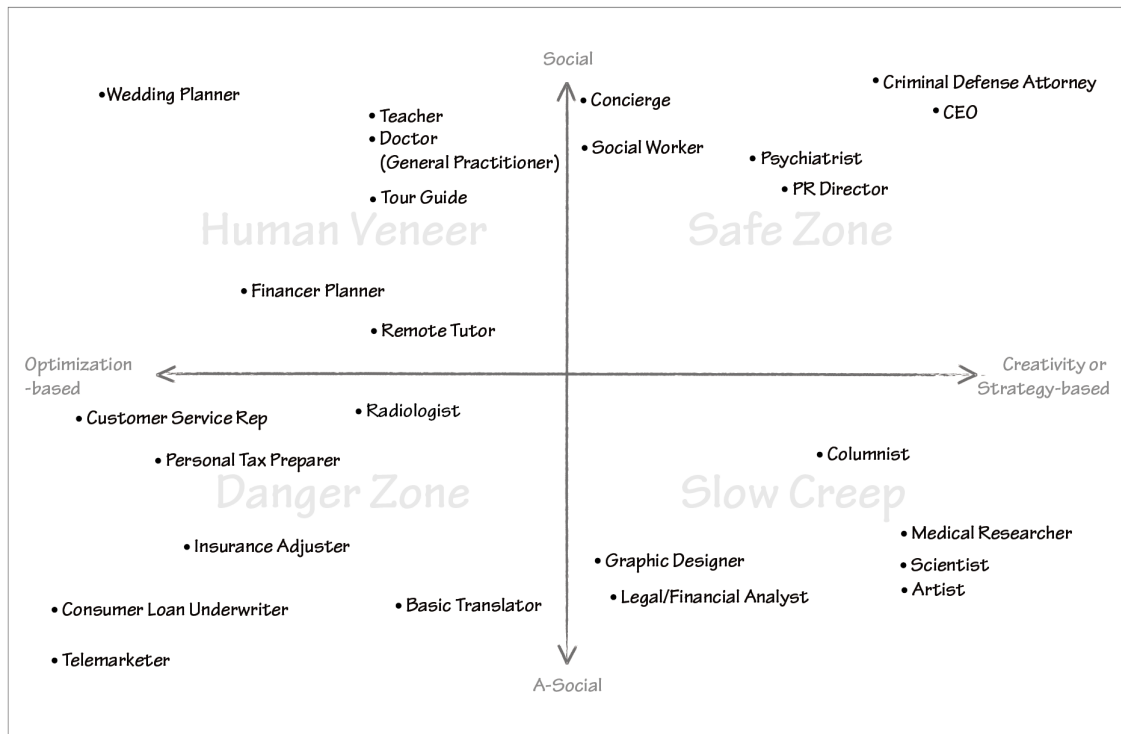 Social
Criminal Defense Attorney
Wedding Planner
Concierge
CEO
Teacher
Doctor
(General Practitioner)
Social Worker
Psychiatrist
PR Director
Tour Guide
Human Veneer
Safe Zone
Financer Planner
Remote Tutor
Optimization
-based
Creativity or
Strategy-based
Customer Service Rep
Radiologist
Personal Tax Preparer
Columnist
Danger Zone
Slow Creep
Insurance Adjuster
Medical Researcher
Graphic Designer
Scientist
Artist
Legal/Financial Analyst
Consumer Loan Underwriter
Basic Translator
Telemarketer
A-Social